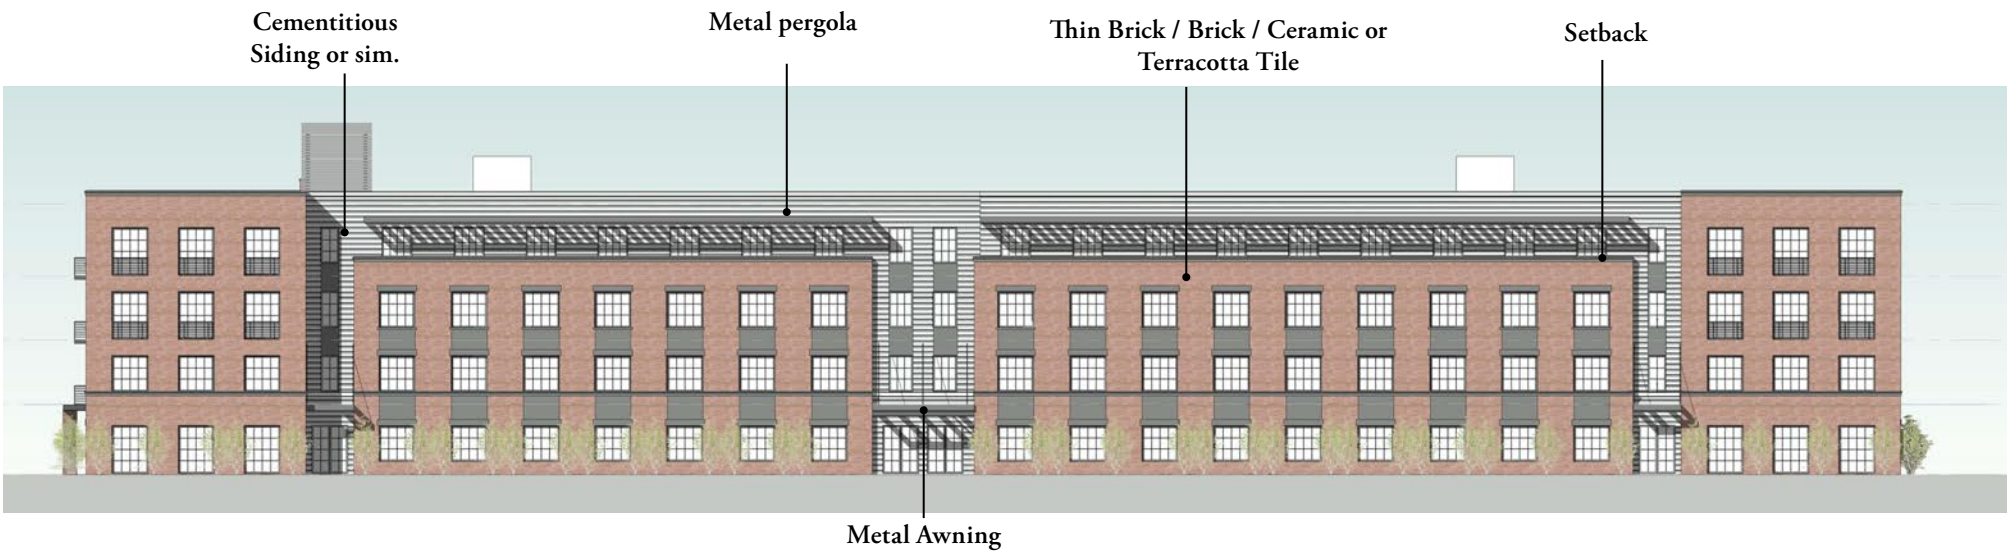 Cementitious
Siding or sim.
Metal pergola
Thin Brick / Brick / Ceramic or
Terracotta Tile
Setback
Metal Awning